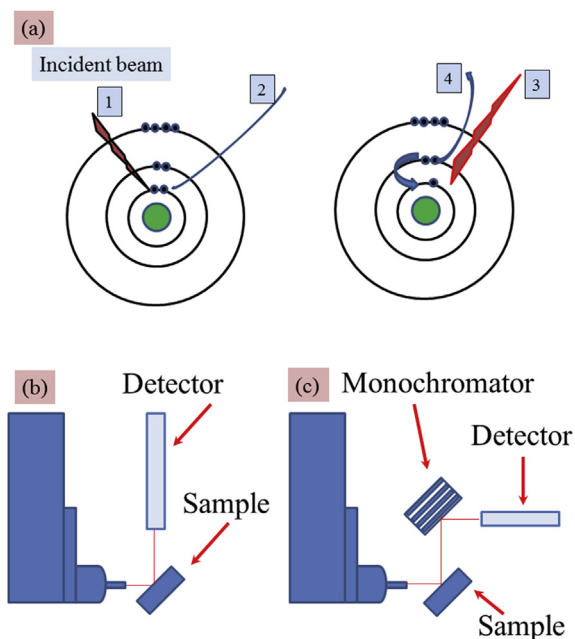 (a)
Incident beam
1
2
4
3
(b)
Detector
Sample
(c)
Monochromator
Detector
Sample